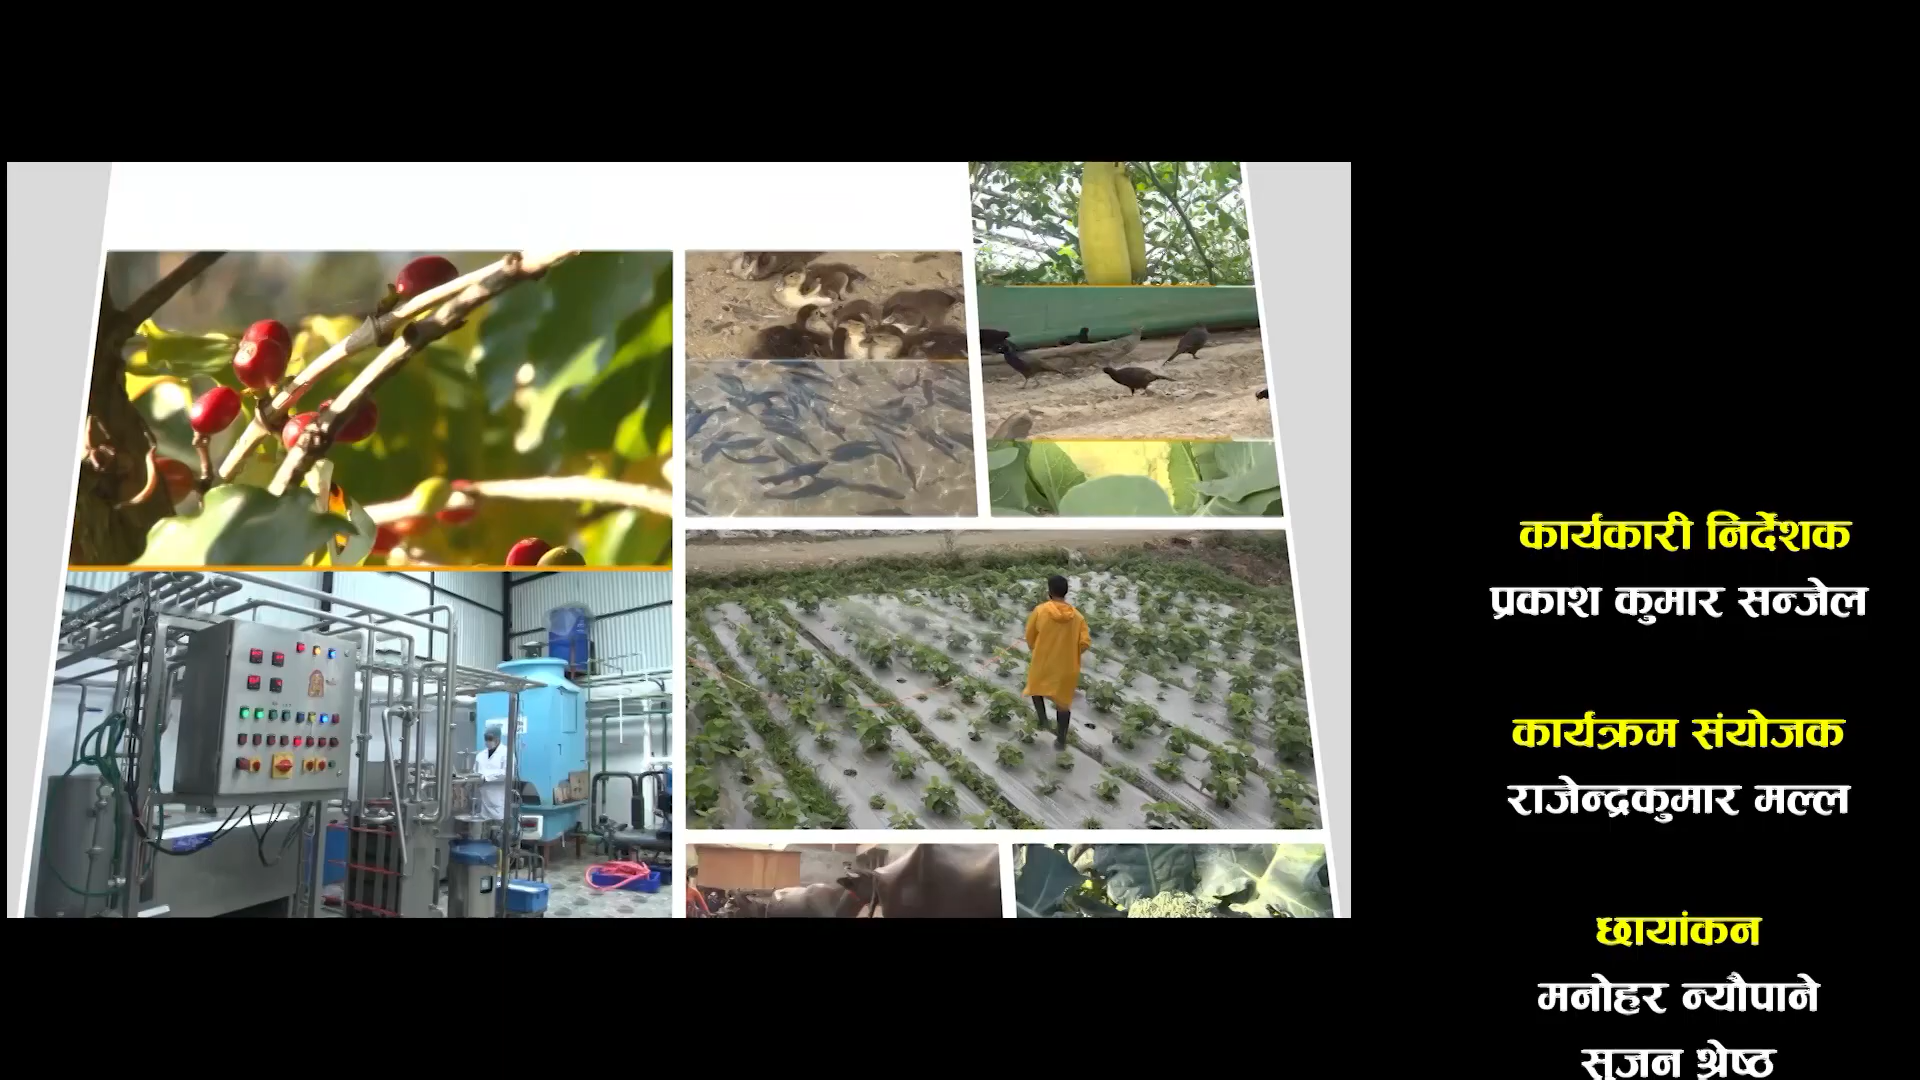 कार्यकारी निर्देशक
प्रकाश कुमार सन्जेल
कार्यक्रम संयोजक
राजेन्द्रकुमार मल्ल
छायांकन
मनोहर न्यौपाने
सुजन श्रेष्ठ